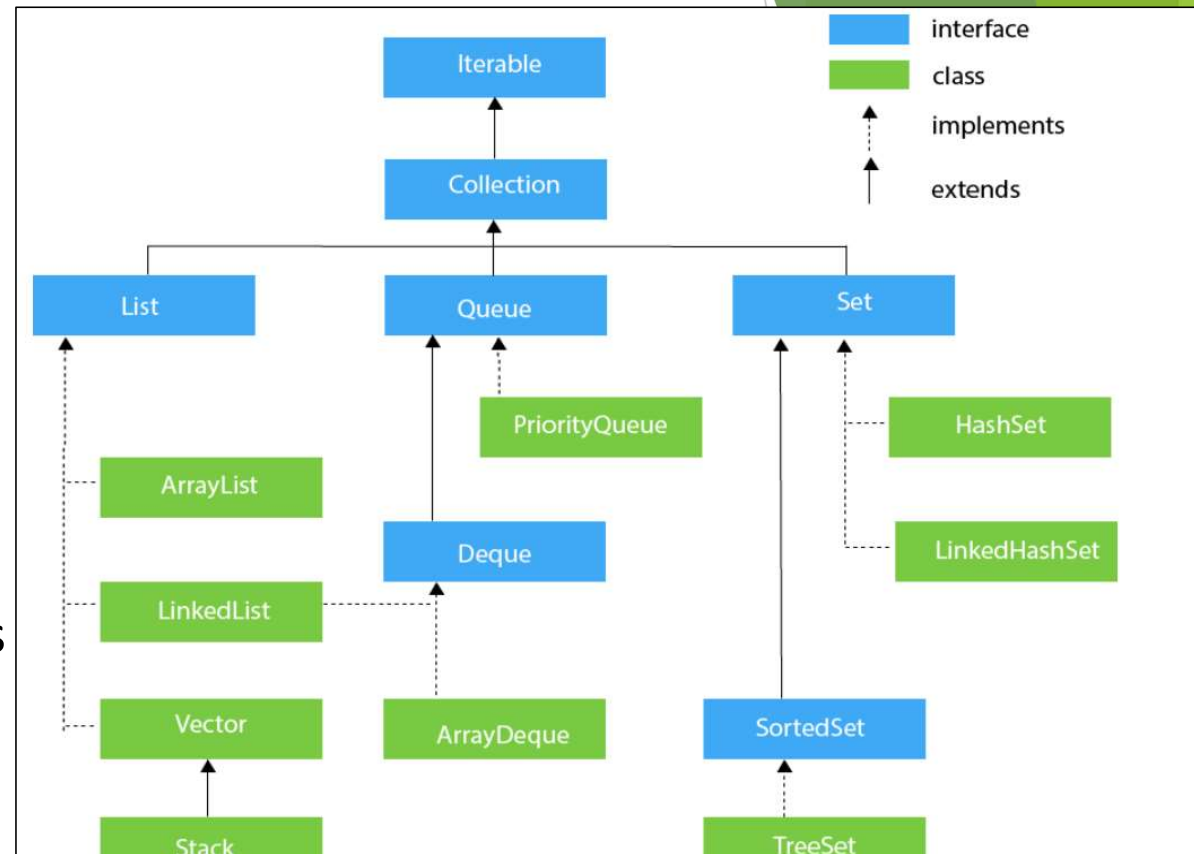 interface
Iterable
class
implements
Collection
extends
List
Queue
Set
PriorityQueue
HashSet
ArrayList
Deque
LinkedHashSet
LinkedList
s
Vector
ArrayDeque
SortedSet
Stack
TreeSet